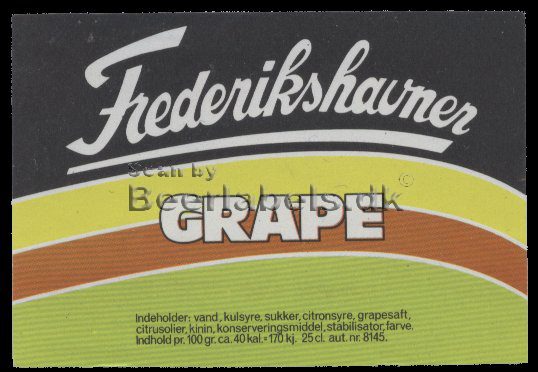 Frederikshavner
Scan by
Beerlabels.dk ©
GRAPE
Indeholder: vand, kulsyre, sukker, citronsyre, grapesaft,
citrusolier, kinin, konserveringsmiddel, stabilisator, farve.
Indhold pr. 100 gr. ca. 40 kal.=170 kj. 25 cl. aut. nr. 8145.